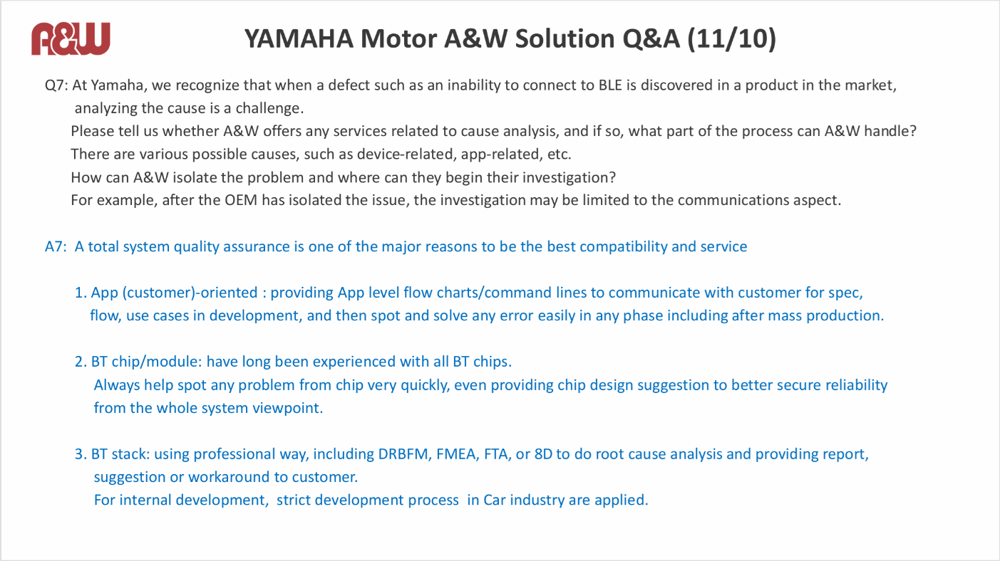 A&W
YAMAHA Motor A&W Solution Q&A (11/10)
Q7: At Yamaha, we recognize that when a defect such as an inability to connect to BLE is discovered in a product in the market,
analyzing the cause is a challenge.
Please tell us whether A&W offers any services related to cause analysis, and if so, what part of the process can A&W handle?
There are various possible causes, such as device-related, app-related, etc.
How can A&W isolate the problem and where can they begin their investigation?
For example, after the OEM has isolated the issue, the investigation may be limited to the communications aspect.
A7: A total system quality assurance is one of the major reasons to be the best compatibility and service
1. App (customer)-oriented : providing App level flow charts/command lines to communicate with customer for spec,
flow, use cases in development, and then spot and solve any error easily in any phase including after mass production.
2. BT chip/module: have long been experienced with all BT chips.
Always help spot any problem from chip very quickly, even providing chip design suggestion to better secure reliability
from the whole system viewpoint.
3. BT stack: using professional way, including DRBFM, FMEA, FTA, or 8D to do root cause analysis and providing report,
suggestion or workaround to customer.
For internal development, strict development process in Car industry are applied.